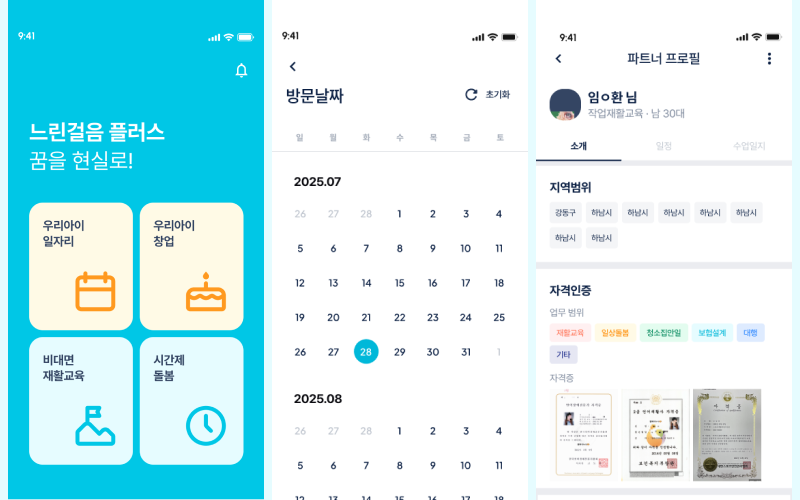 9:41
느린걸음 플러스
꿈을 현실로!
우리아이
일자리
우리아이
창업
비대면
재활교육
시간제
돌봄
9:41
방문날짜
초기화
일 월 화 수 목 금 토
2025.07
26 27 28 1 2 3 4
5 6 7 8 9 10 11
12 13 14 15 16 17 18
19 20 21 22 23 24 25
26 27 28 29 30 31 1
2025.08
26 27 28 1 2 3 4
5 6 7 8 9 10 11
12 13 14 15 16 17 18
9:41
파트너 프로필
임ㅇ환 님
작업재활교육 · 남 30대
소개 일정 수업일지
지역범위
강동구 하남시 하남시 하남시 하남시 하남시
하남시 하남시
자격인증
업무 범위
재활교육 일상돌봄 청소집안일 보험설계 대행
기타
자격증